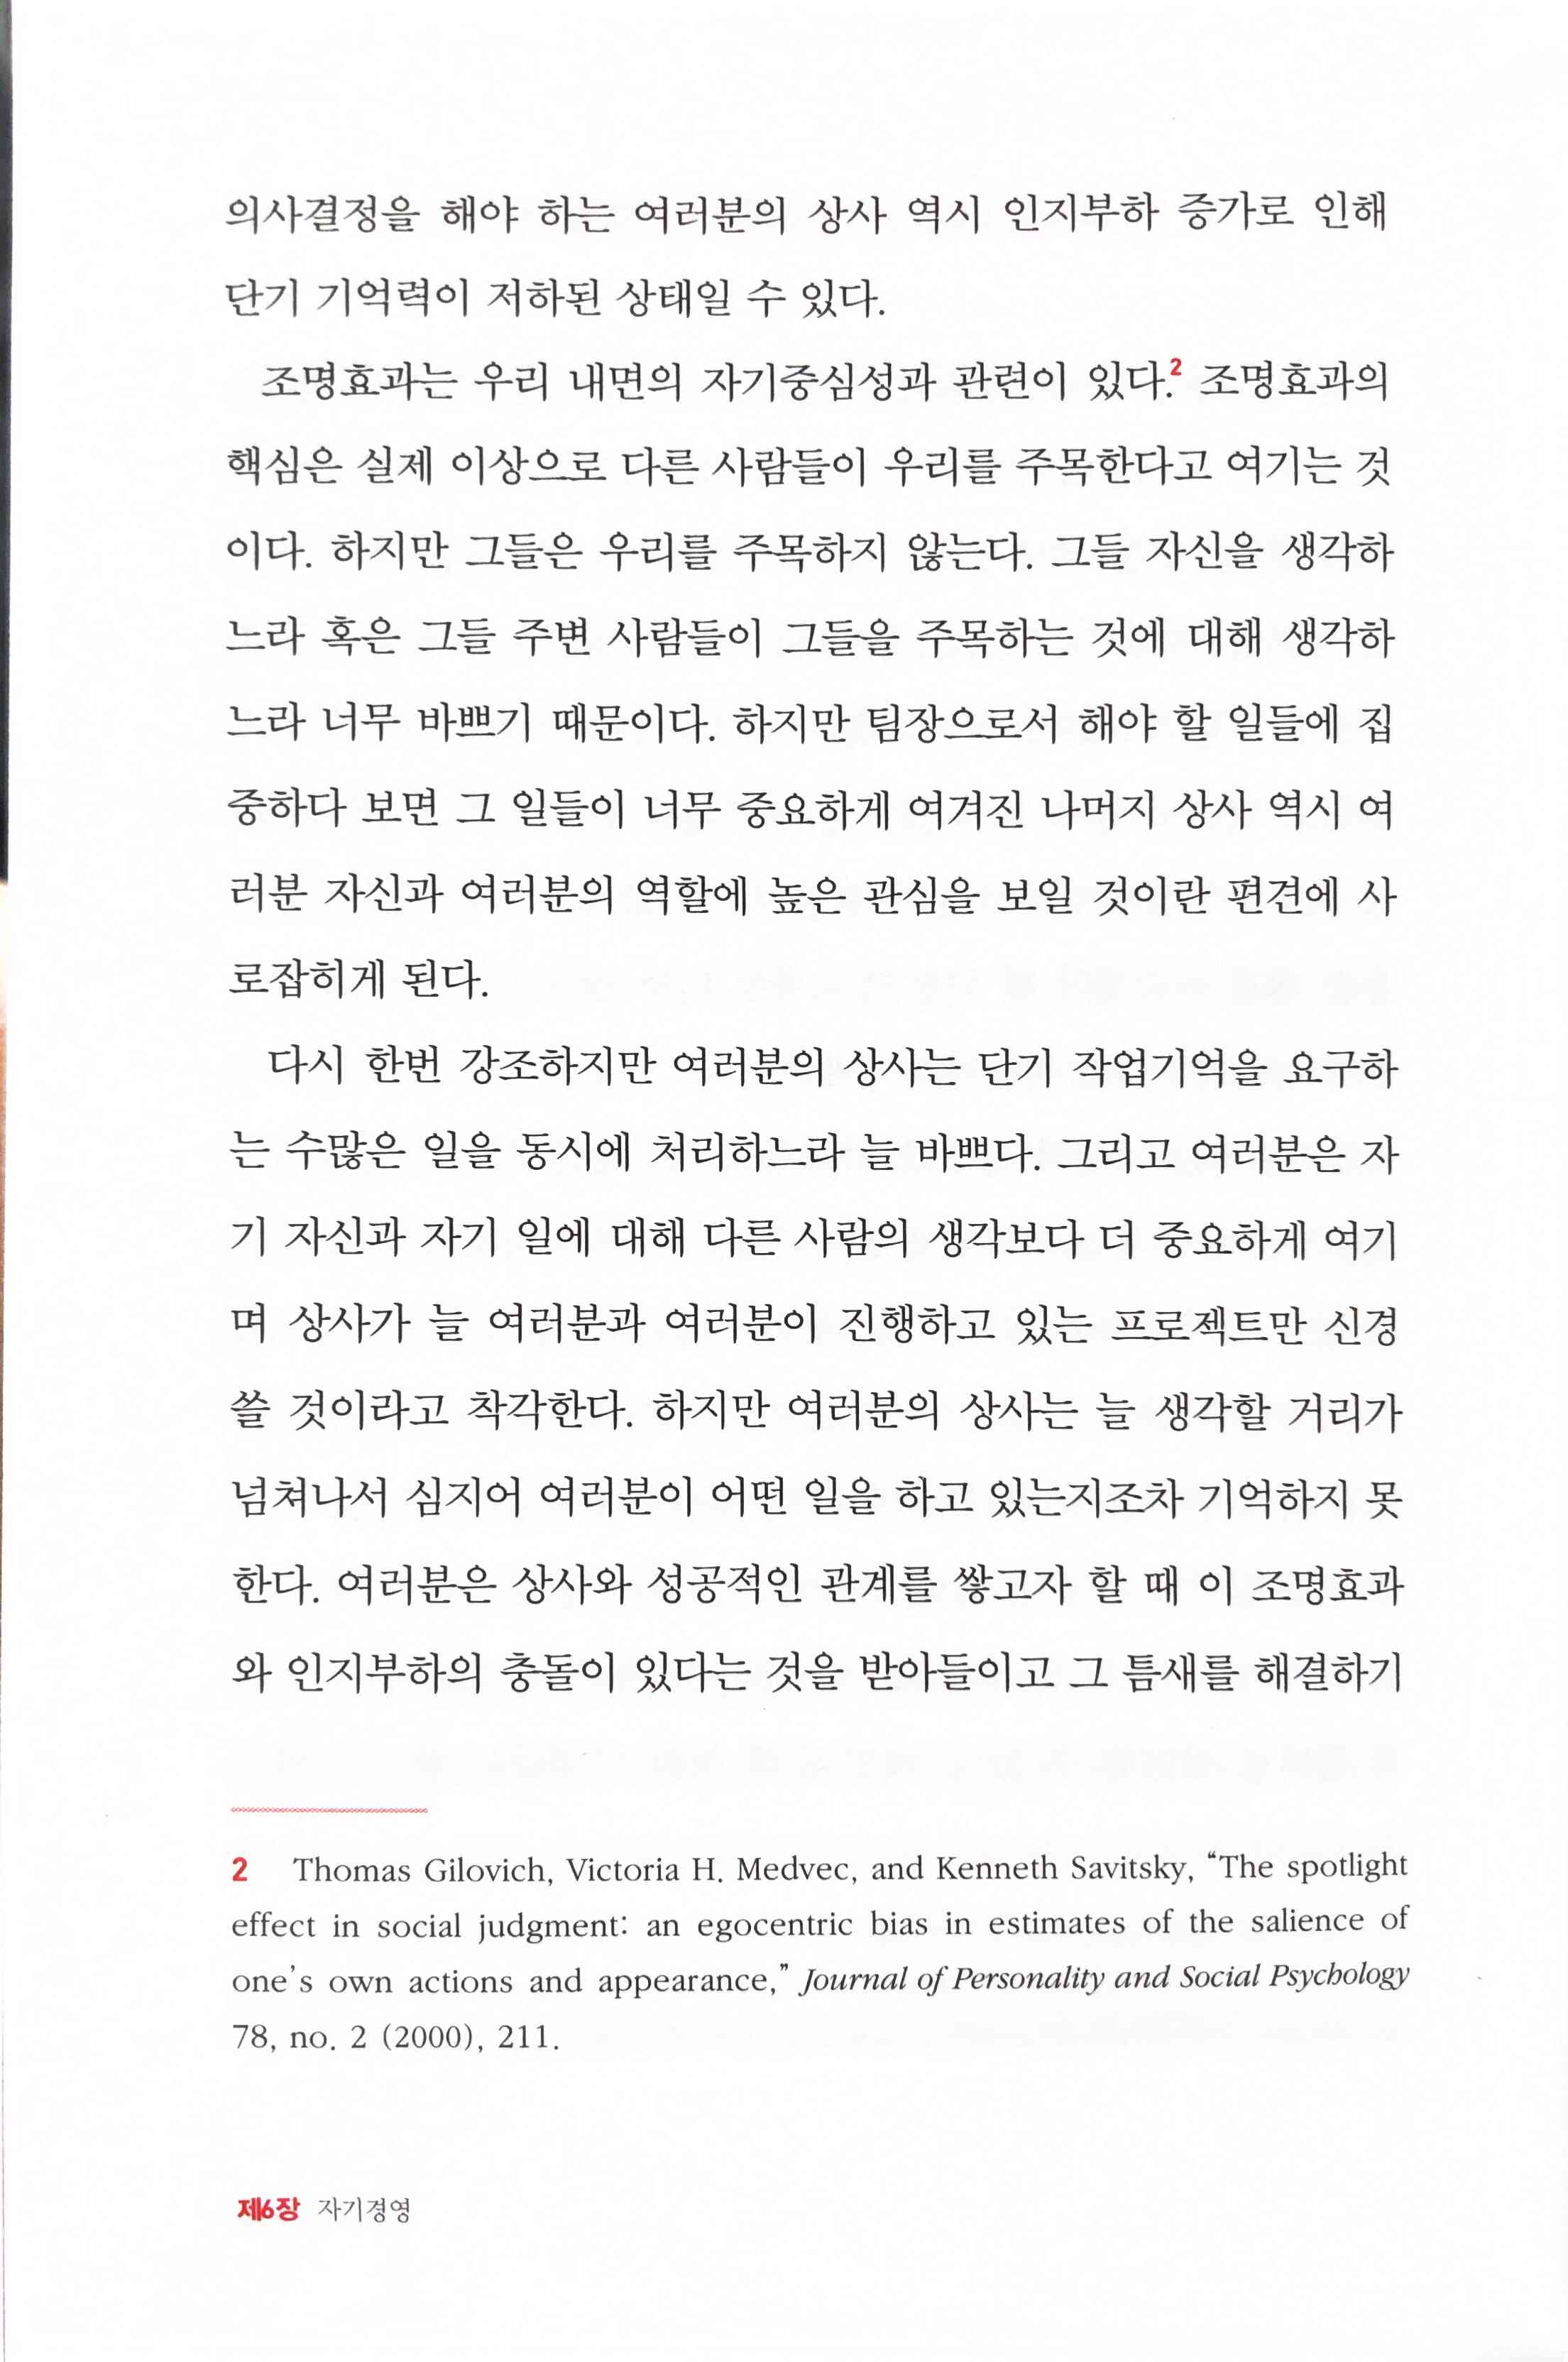 의사결정을 해야 하는 여러분의 상사 역시 인지부하 증가로 인해
단기 기억력이 저하된 상태일 수 있다.
조명효과는 우리 내면의 자기중심성과 관련이 있다.2 조명효과의
핵심은 실제 이상으로 다른 사람들이 우리를 주목한다고 여기는 것
이다. 하지만 그들은 우리를 주목하지 않는다. 그들 자신을 생각하
느라 혹은 그들 주변 사람들이 그들을 주목하는 것에 대해 생각하
느라 너무 바쁘기 때문이다. 하지만 팀장으로서 해야 할 일들에 집
중하다 보면 그 일들이 너무 중요하게 여겨진 나머지 상사 역시 여
러분 자신과 여러분의 역할에 높은 관심을 보일 것이란 편견에 사
로잡히게 된다.
다시 한번 강조하지만 여러분의 상사는 단기 작업기억을 요구하
는 수많은 일을 동시에 처리하느라 늘 바쁘다. 그리고 여러분은 자
기 자신과 자기 일에 대해 다른 사람의 생각보다 더 중요하게 여기
며 상사가 늘 여러분과 여러분이 진행하고 있는 프로젝트만 신경
쓸 것이라고 착각한다. 하지만 여러분의 상사는 늘 생각할 거리가
넘쳐나서 심지어 여러분이 어떤 일을 하고 있는지조차 기억하지 못
한다. 여러분은 상사와 성공적인 관계를 쌓고자 할 때 이 조명효과
와 인지부하의 충돌이 있다는 것을 받아들이고 그 틈새를 해결하기
2 Thomas Gilovich, Victoria H. Medvec, and Kenneth Savitsky, “The spotlight
effect in social judgment: an egocentric bias in estimates of the salience of
one's own actions and appearance,” Journal of Personality and Social Psychology
78, no. 2 (2000), 211.
제6장 자기경영